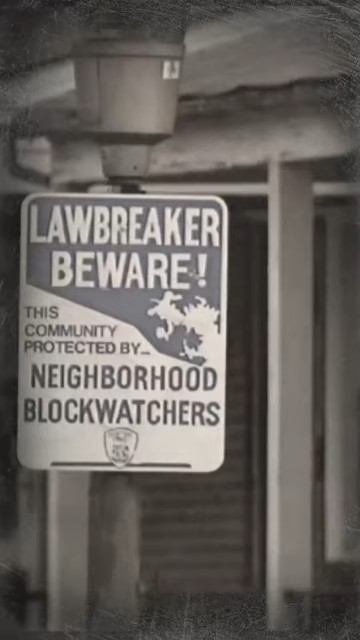 LAWBREAKER
BEWARE!
THIS
COMMUNITY
PROTECTED BY...
NEIGHBORHOOD
BLOCKWATCHERS